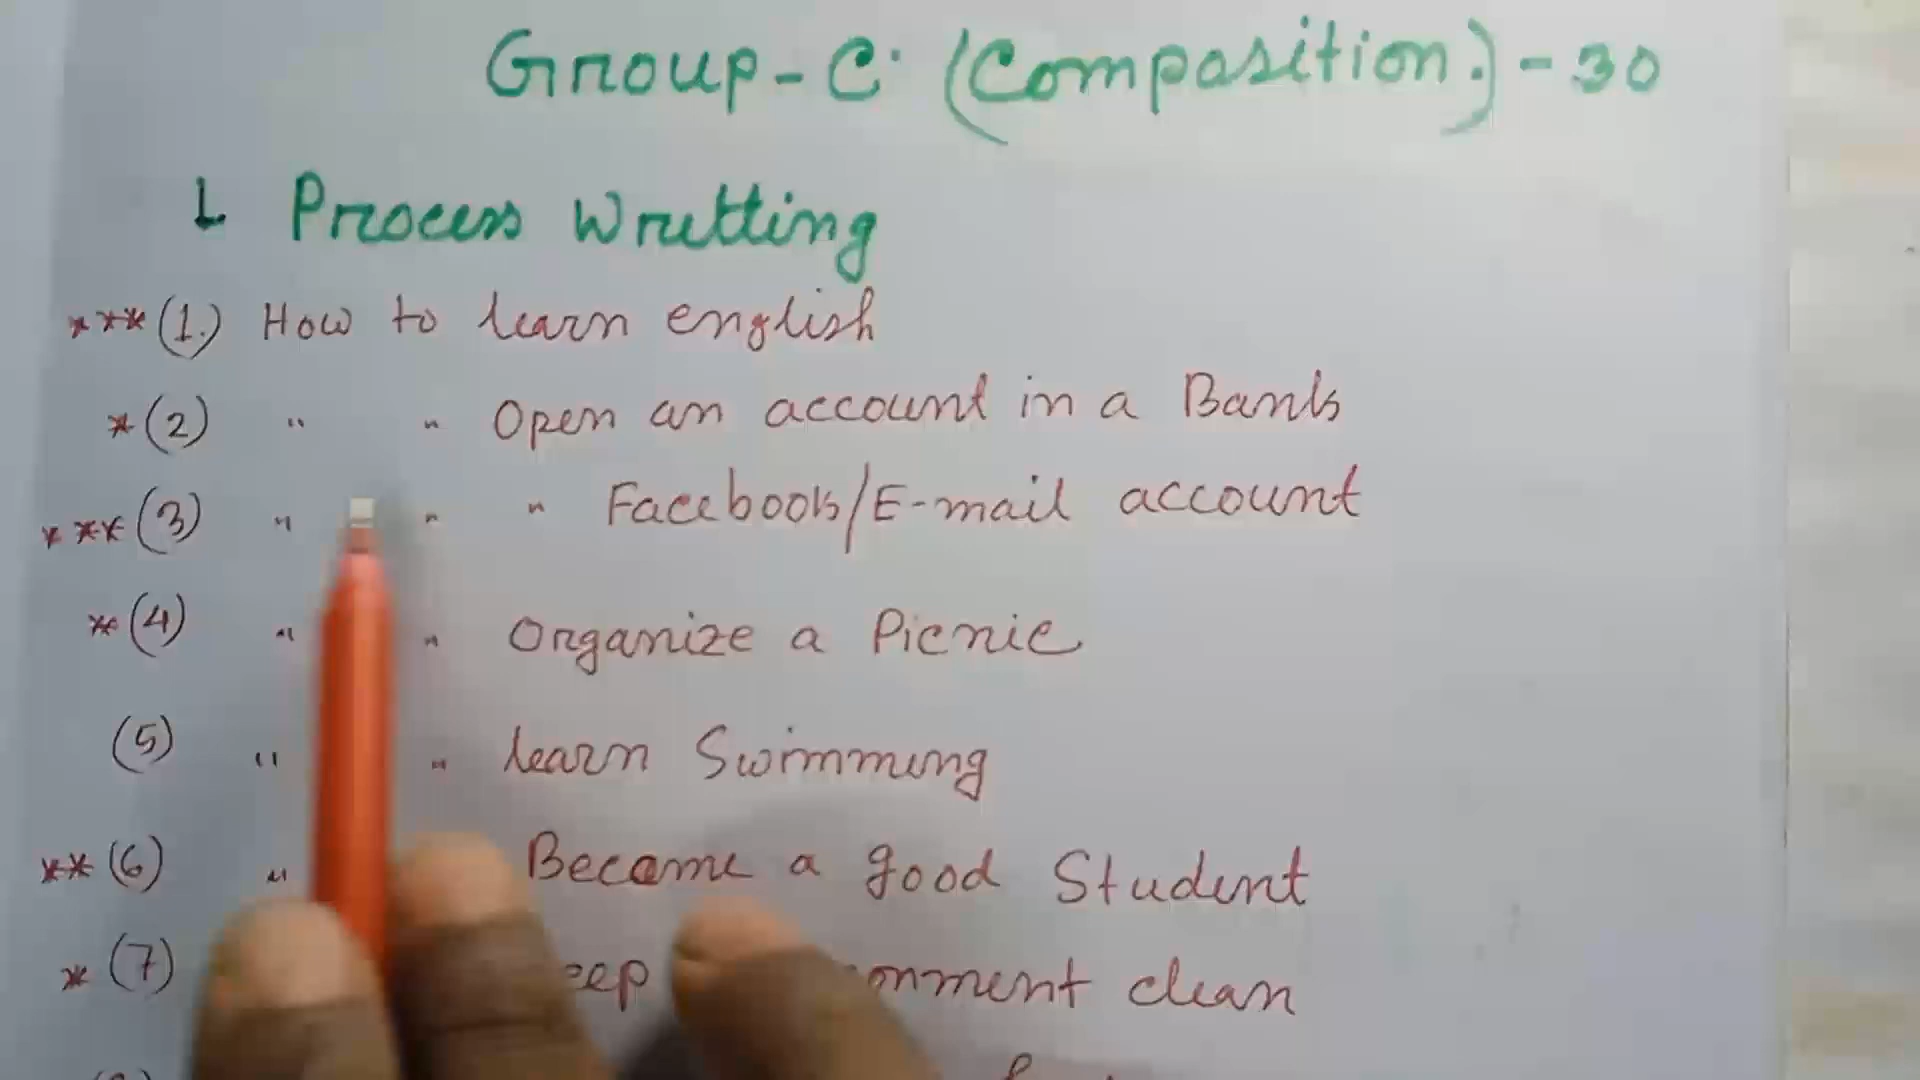 Group-C. (Composition.) - 30
1. Process Writting
***(1.) How to learn english
*(2) " " Open an account in a Bank
***(3) " " " Facebook/E-mail account
*(4) " " Organize a Picnic
(5) " " learn Swimming
**(6) " Become a good Student
*(7) clean